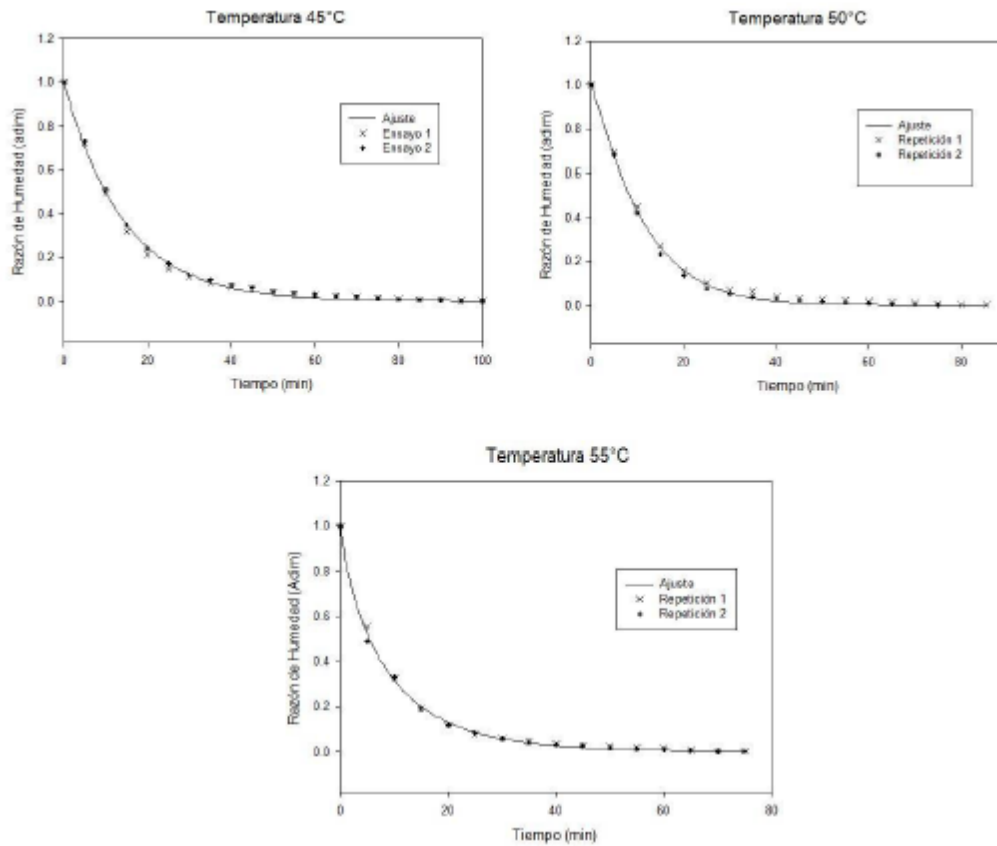 Temperatura 45°C
1.2
1.0
0.8
0.6
0.4
0.2
0.0
Razón de Humedad (adim)
Ajuste
Ensayo 1
Ensayo 2
0 20 40 60 80 100
Tiempo (min)
Temperatura 50°C
1.2
1.0
0.8
0.6
0.4
0.2
0.0
Razón de Humedad (adim)
Ajuste
Repetición 1
Repetición 2
0 20 40 60 80
Tiempo (min)
Temperatura 55°C
1.2
1.0
0.8
0.6
0.4
0.2
0.0
Razón de Humedad (Adim)
Ajuste
Repetición 1
Repetición 2
0 20 40 60 80
Tiempo (min)